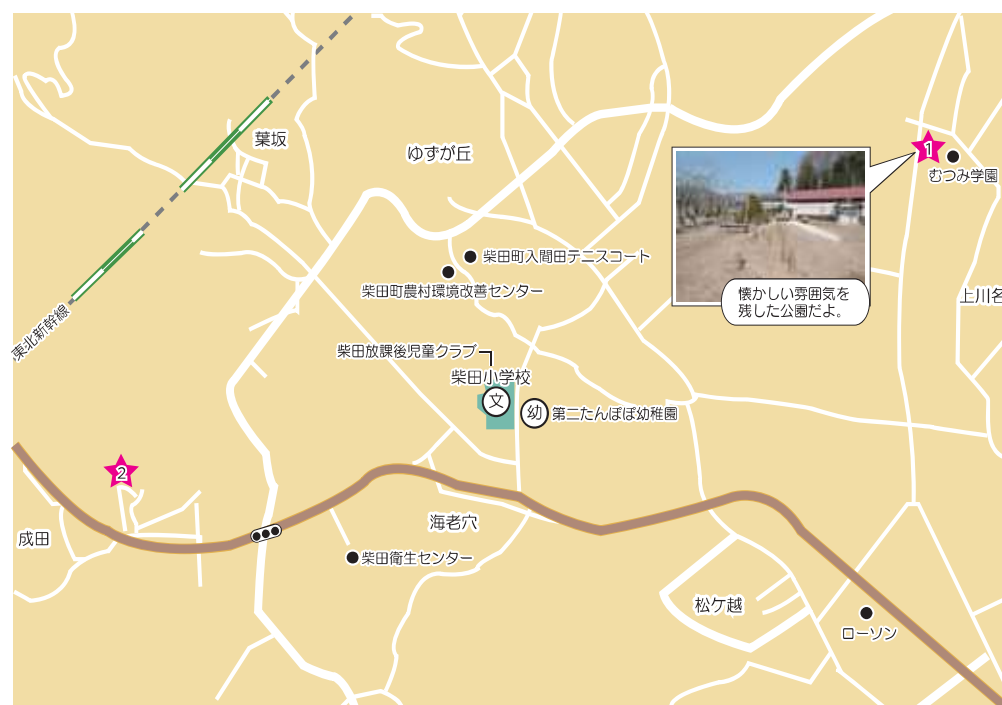 葉坂
ゆずが丘
1
むつみ学園
柴田町入間田テニスコート
柴田町農村環境改善センター
懐かしい雰囲気を
残した公園だよ。
上川名
東北新幹線
柴田放課後児童クラブ
柴田小学校
文
幼
第二たんぽぽ幼稚園
2
成田
海老穴
柴田衛生センター
松ケ越
ローソン